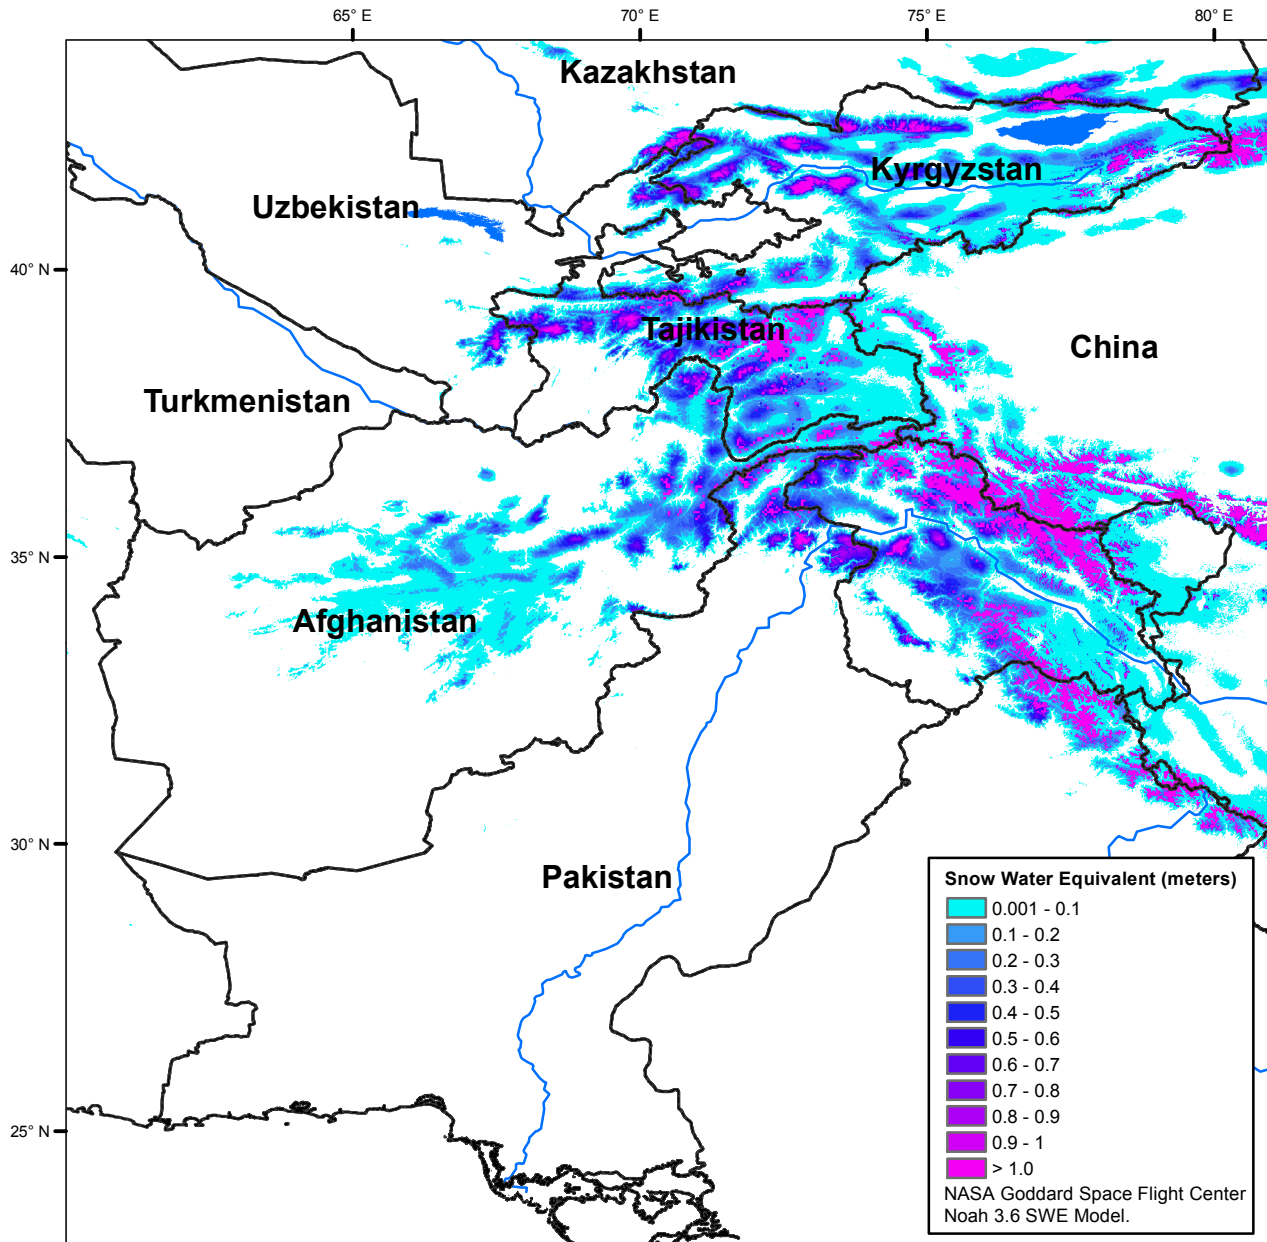 65° E
70° E
75° E
80° E
Kazakhstan
Kyrgyzstan
Uzbekistan
40° N
Tajikistan
China
Turkmenistan
35° N
Afghanistan
30° N
Pakistan
25° N
Snow Water Equivalent (meters)
0.001 - 0.1
0.1 - 0.2
0.2 - 0.3
0.3 - 0.4
0.4 - 0.5
0.5 - 0.6
0.6 - 0.7
0.7 - 0.8
0.8 - 0.9
0.9 - 1
> 1.0
NASA Goddard Space Flight Center
Noah 3.6 SWE Model.